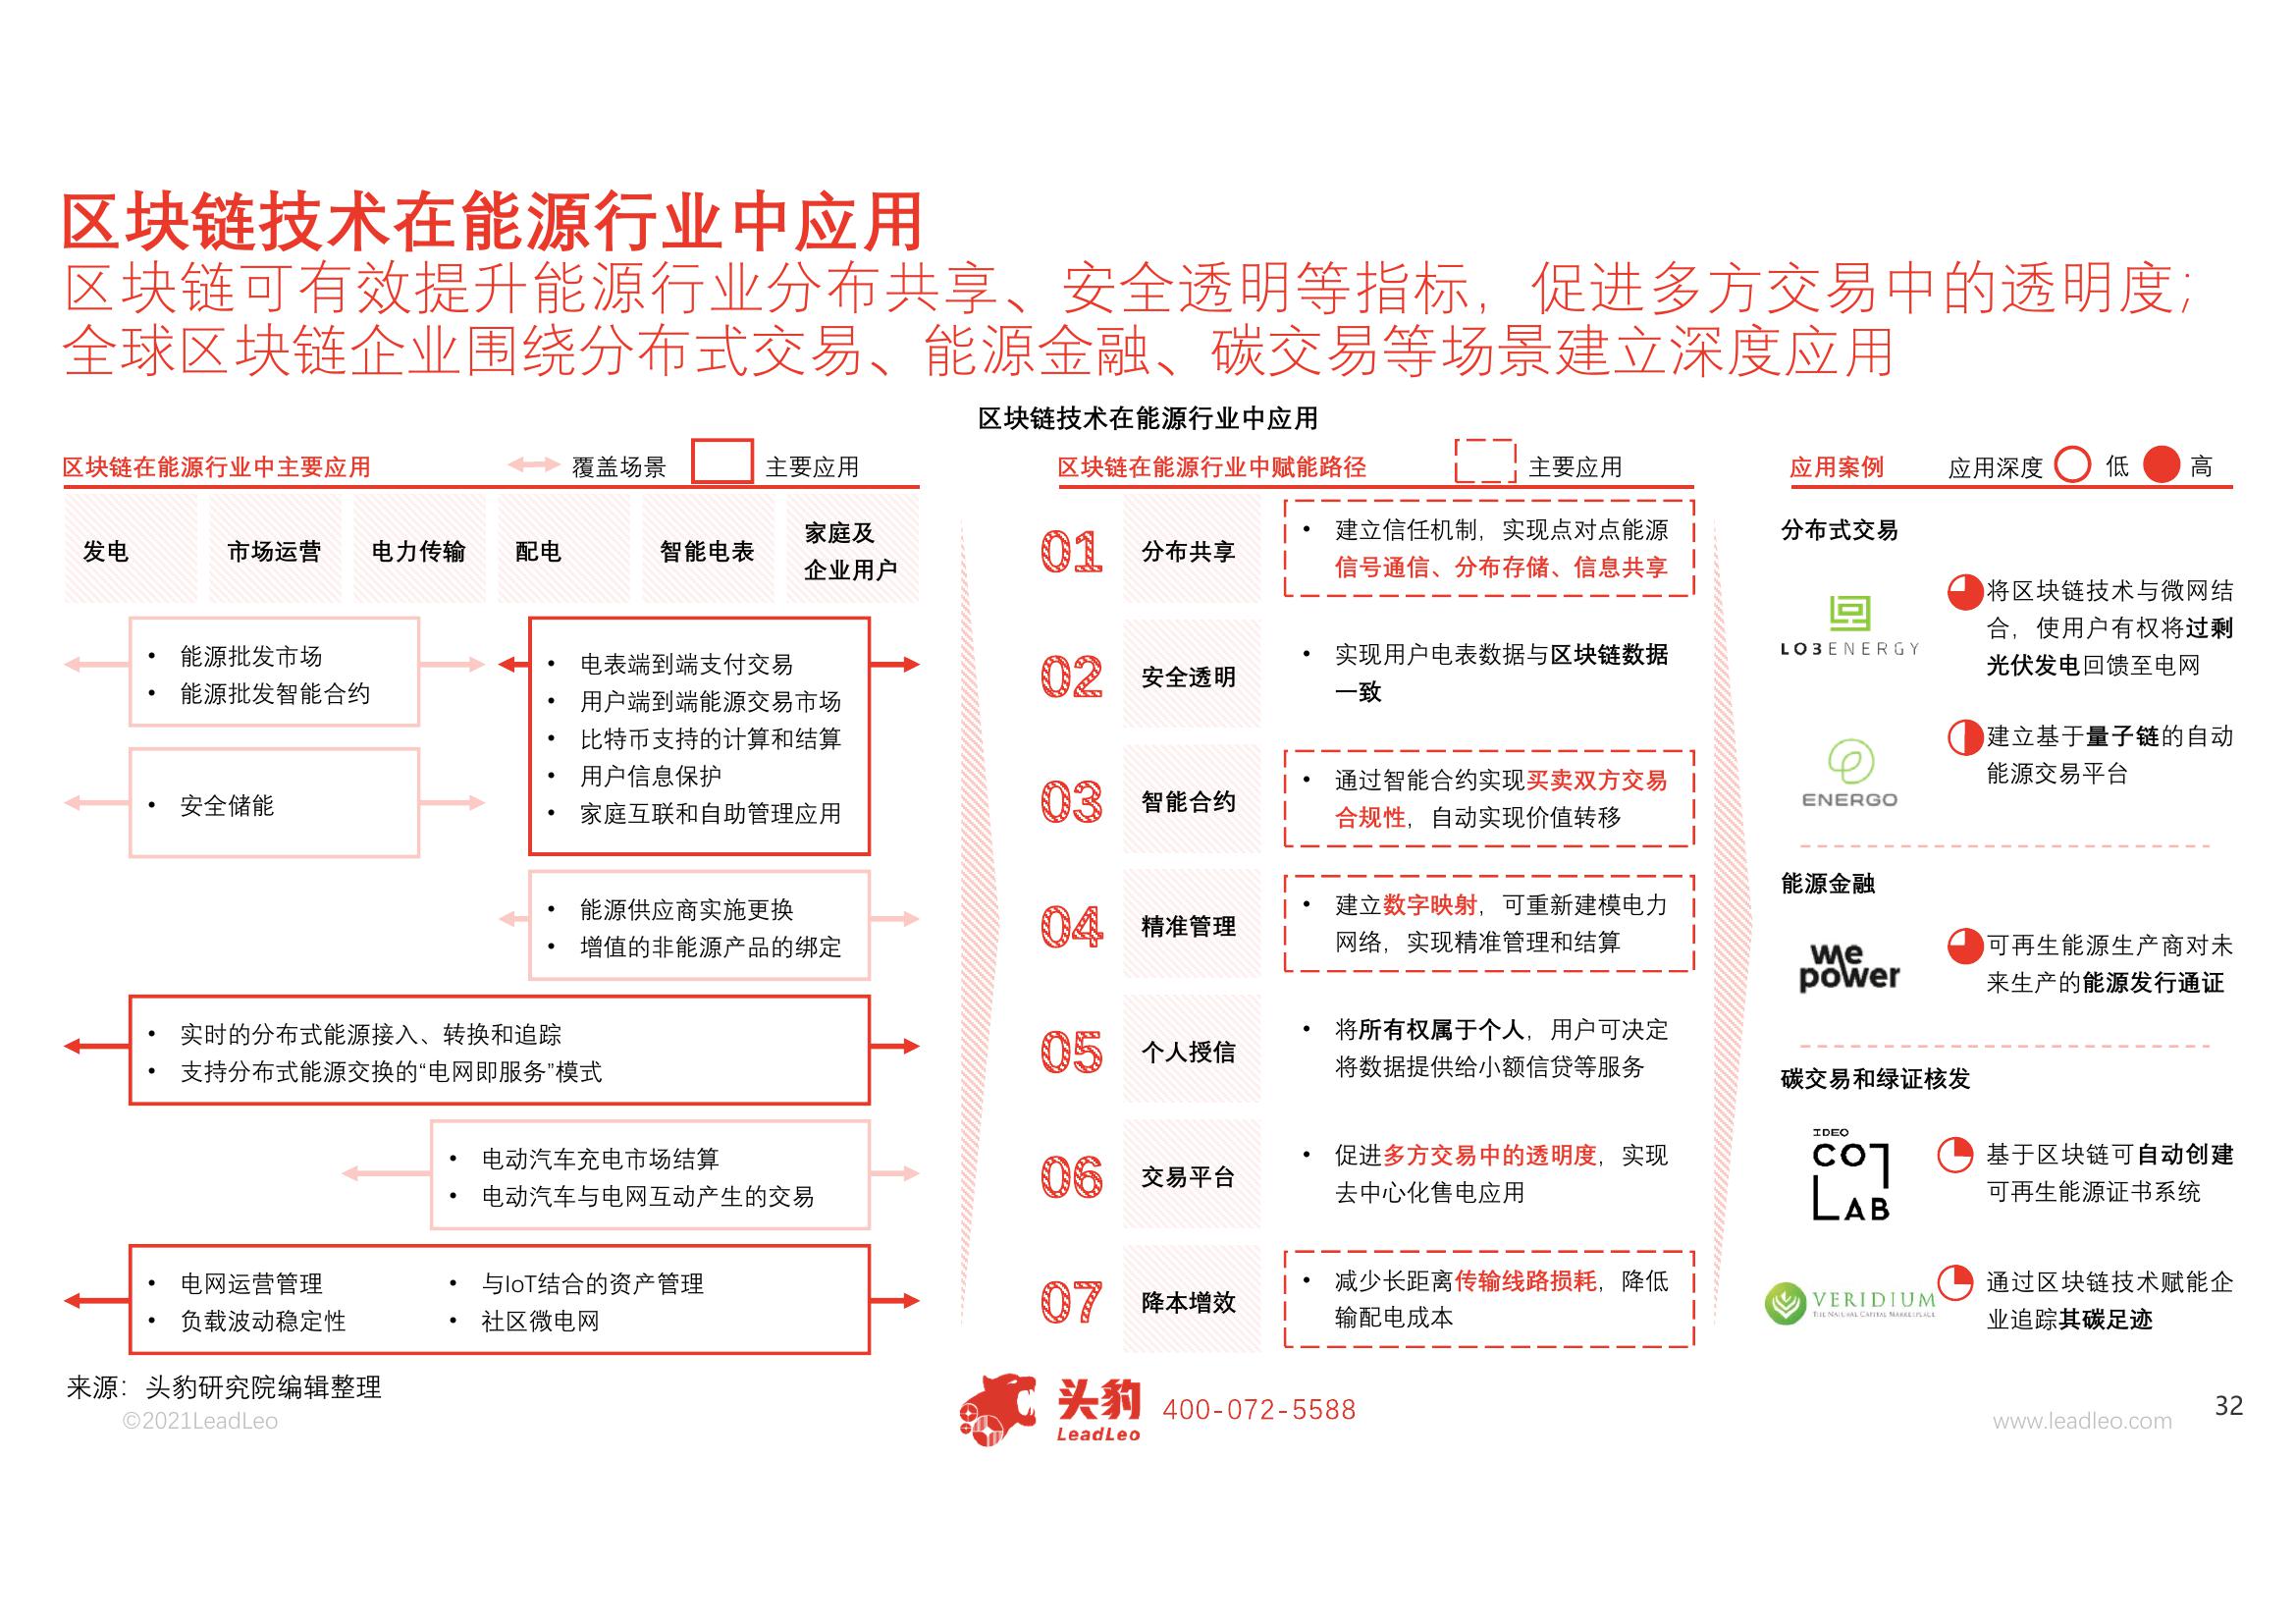 区块链技术在能源行业中应用
区块链可有效提升能源行业分布共享、安全透明等指标，促进多方交易中的透明度；
全球区块链企业围绕分布式交易、能源金融、碳交易等场景建立深度应用
区块链技术在能源行业中应用
区块链在能源行业中主要应用
覆盖场景
主要应用
发电
市场运营
电力传输
配电
智能电表
家庭及
企业用户
• 能源批发市场
• 能源批发智能合约
• 电表端到端支付交易
• 用户端到端能源交易市场
• 比特币支持的计算和结算
• 用户信息保护
• 家庭互联和自助管理应用
• 安全储能
• 能源供应商实施更换
• 增值的非能源产品的绑定
• 实时的分布式能源接入、转换和追踪
• 支持分布式能源交换的“电网即服务”模式
• 电动汽车充电市场结算
• 电动汽车与电网互动产生的交易
• 电网运营管理
• 负载波动稳定性
• 与IoT结合的资产管理
• 社区微电网
区块链在能源行业中赋能路径
主要应用
01
分布共享
• 建立信任机制，实现点对点能源
信号通信、分布存储、信息共享
02
安全透明
• 实现用户电表数据与区块链数据
一致
03
智能合约
• 通过智能合约实现买卖双方交易
合规性，自动实现价值转移
04
精准管理
• 建立数字映射，可重新建模电力
网络，实现精准管理和结算
05
个人授信
• 将所有权属于个人，用户可决定
将数据提供给小额信贷等服务
06
交易平台
• 促进多方交易中的透明度，实现
去中心化售电应用
07
降本增效
• 减少长距离传输线路损耗，降低
输配电成本
应用案例
应用深度
低
高
分布式交易
LO3ENERGY
将区块链技术与微网结
合，使用户有权将过剩
光伏发电回馈至电网
ENERGO
建立基于量子链的自动
能源交易平台
能源金融
we
power
可再生能源生产商对未
来生产的能源发行通证
碳交易和绿证核发
IDEO
CO
LAB
基于区块链可自动创建
可再生能源证书系统
VERIDIUM
THE NATURAL CAPITAL MARKETPLACE
通过区块链技术赋能企
业追踪其碳足迹
来源：头豹研究院编辑整理
©2021LeadLeo
头豹
LeadLeo
400-072-5588
www.leadleo.com
32